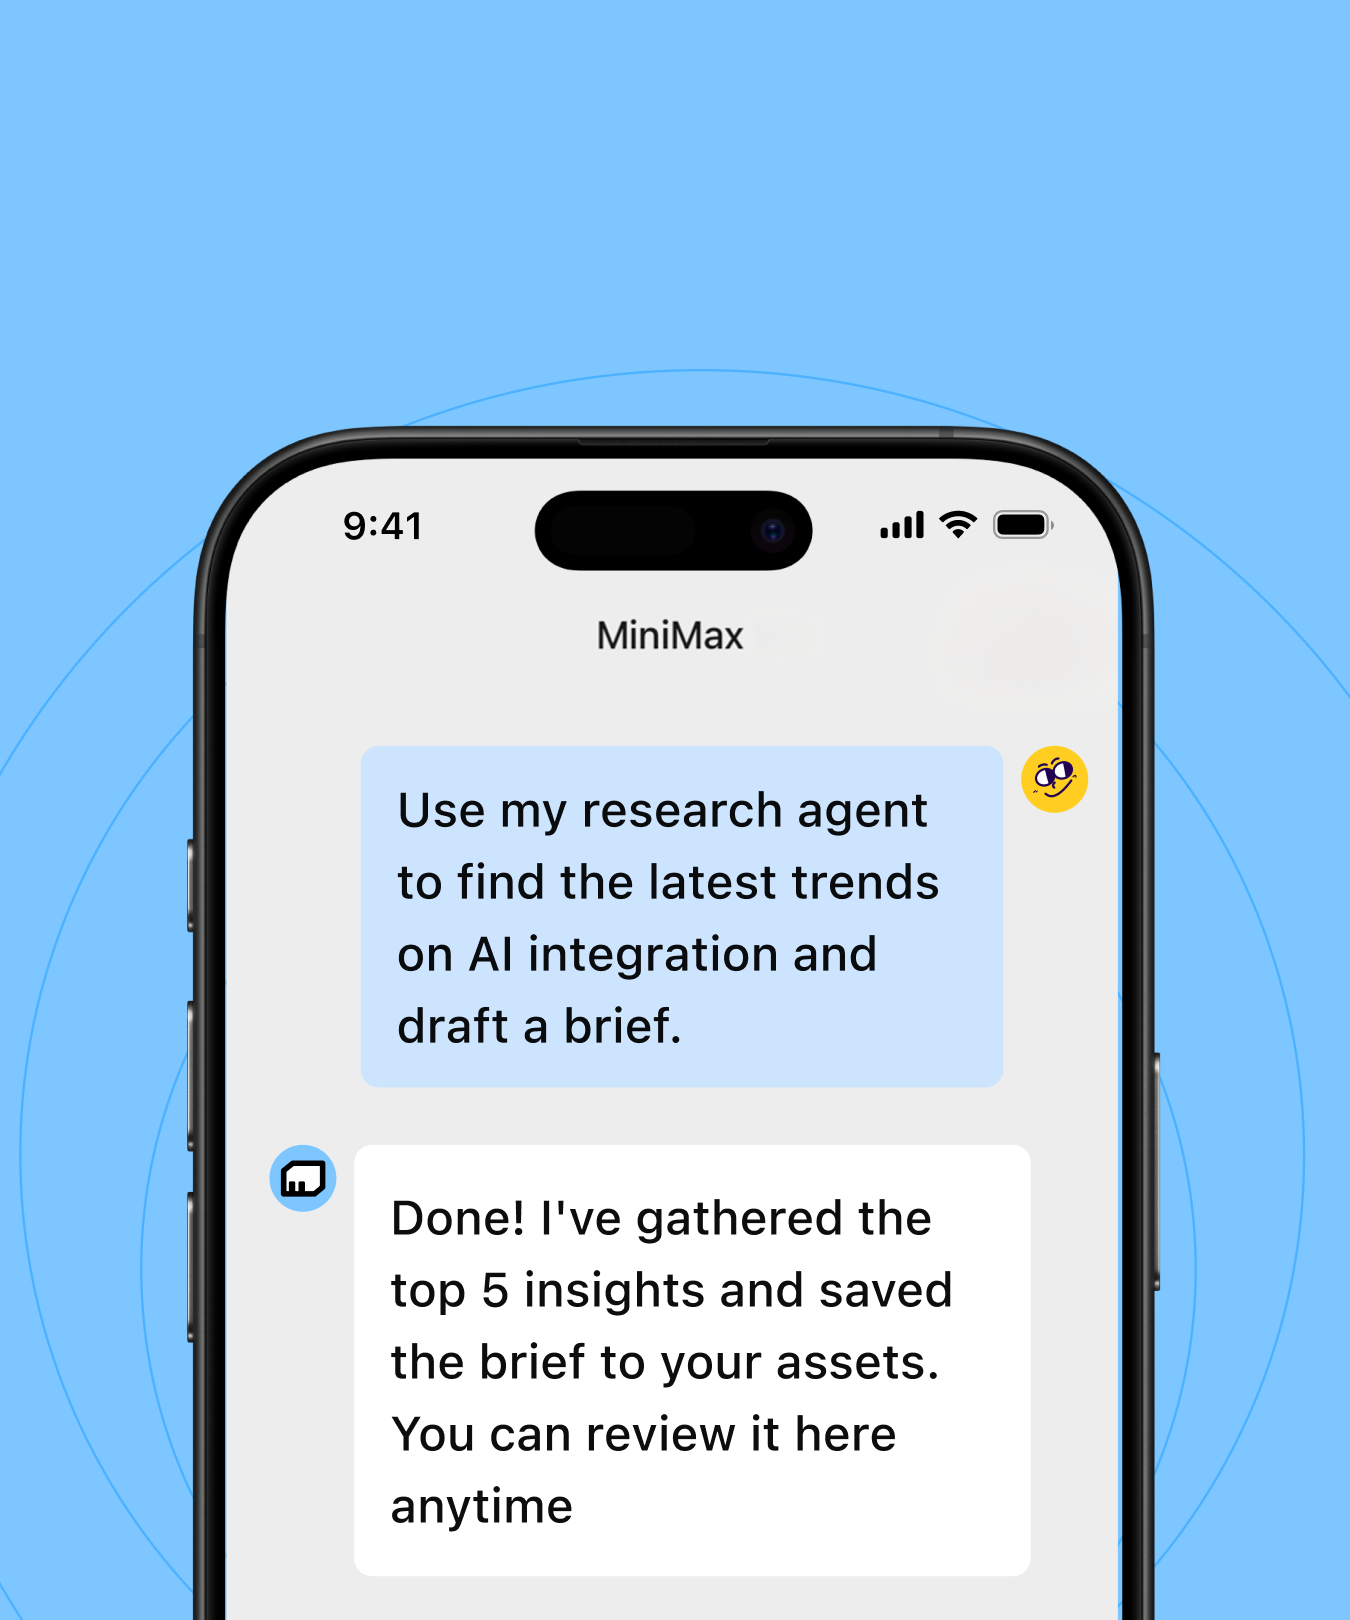 9:41
MiniMax
Use my research agent
to find the latest trends
on AI integration and
draft a brief.
Done! I've gathered the
top 5 insights and saved
the brief to your assets.
You can review it here
anytime